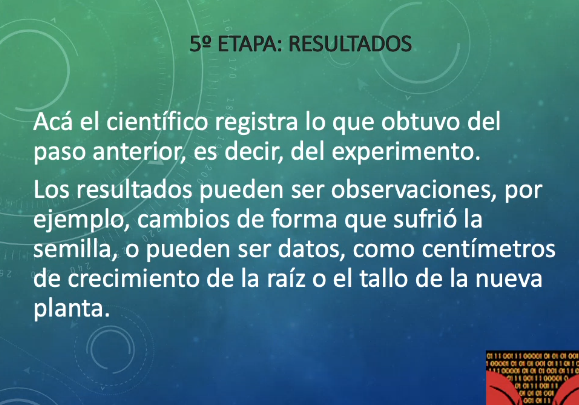 5º ETAPA: RESULTADOS
Acá el científico registra lo que obtuvo del
paso anterior, es decir, del experimento.
Los resultados pueden ser observaciones, por
ejemplo, cambios de forma que sufrió la
semilla, o pueden ser datos, como centímetros
de crecimiento de la raíz o el tallo de la nueva
planta.